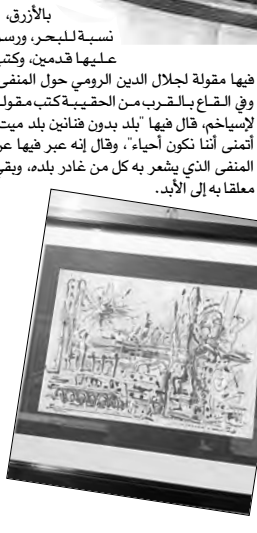 بالأزرق،
نسبة للبحر، ورسم
عليها قدمين، وكتب
فيها مقولة لجلال الدين الرومي حول المنفى
وفي القاع بالقرب من الحقيبة كتب مقولة
لإسياخم، قال فيها "بلد بدون فنانين بلد ميت
أتمنى أننا نكون أحياء"، وقال إنه عبر فيها عن
المنفى الذي يشعر به كل من غادر بلده، وبقي
معلقا به إلى الأبد.